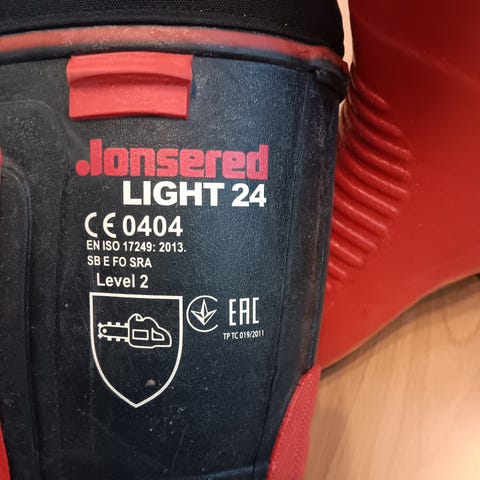 Jonsered
LIGHT 24
CE 0404
EN ISO 17249: 2013.
SB E FO SRA
Level 2
EAC
TP TC 019/2011